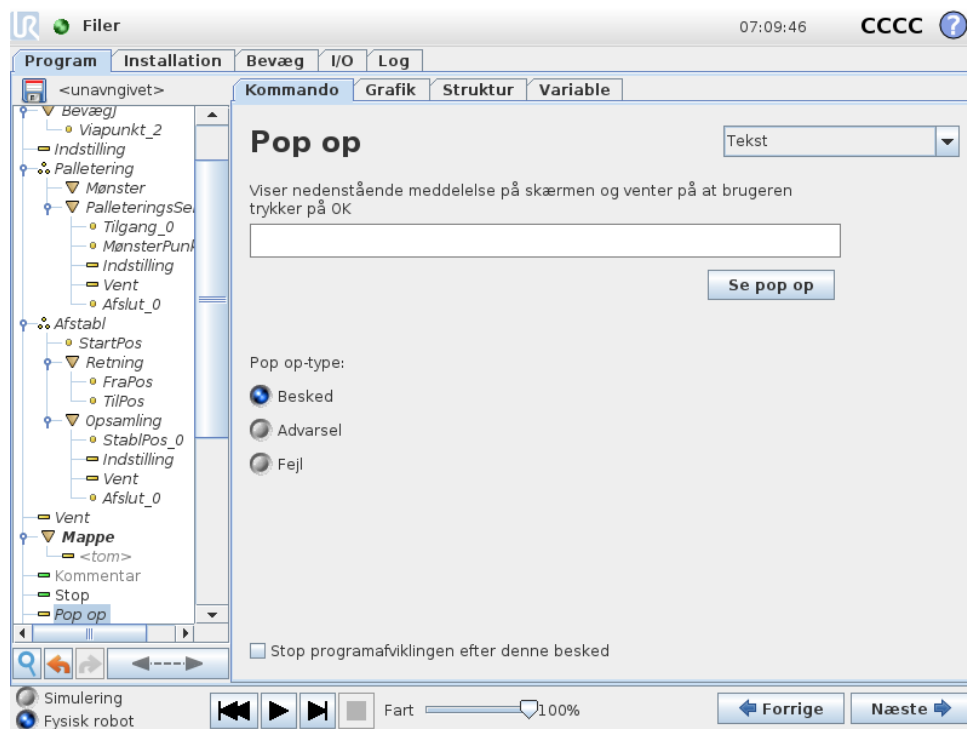 UR Filer 07:09:46 CCCC ?
Program Installation Bevæg I/O Log
<unavngivet>
Kommando Grafik Struktur Variable
BevægJ
Viapunkt_2
Indstilling
Palletering
Mønster
PalleteringsSe
Tilgang_0
MønsterPunk
Indstilling
Vent
Afslut_0
Afstabl
StartPos
Retning
FraPos
TilPos
Opsamling
StablPos_0
Indstilling
Vent
Afslut_0
Vent
Mappe
<tom>
Kommentar
Stop
Pop op
Pop op
Tekst
Viser nedenstående meddelelse på skærmen og venter på at brugeren
trykker på OK
Se pop op
Pop op-type:
Besked
Advarsel
Fejl
Stop programafviklingen efter denne besked
Simulering
Fysisk robot
Fart 100%
Forrige Næste